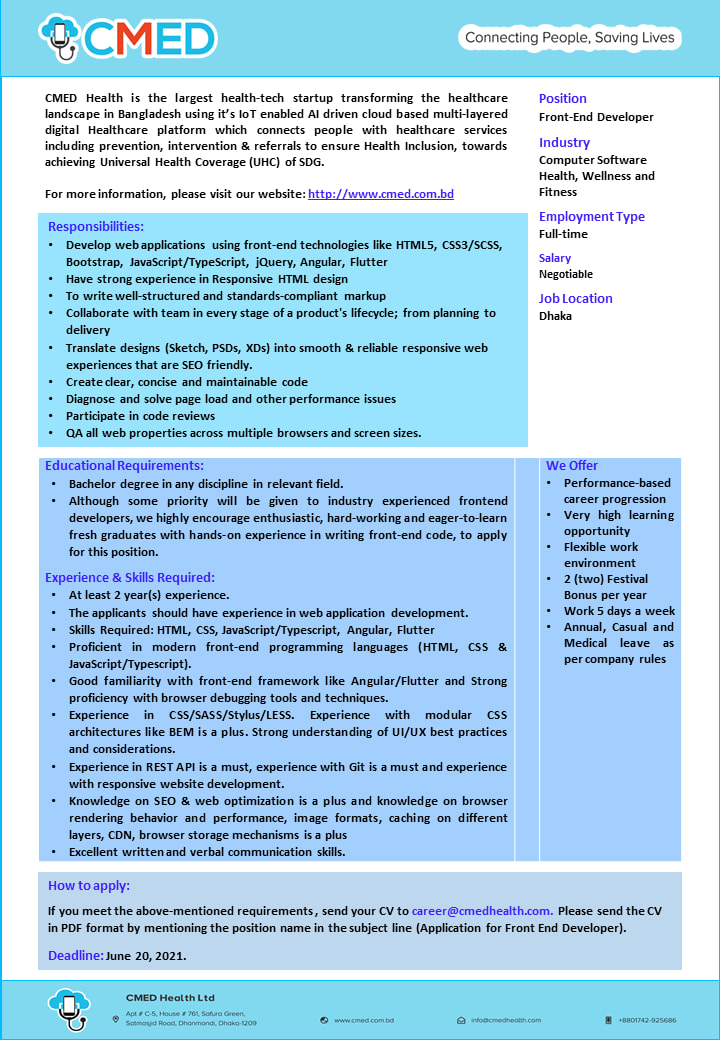 CMED
Connecting People, Saving Lives
CMED Health is the largest health-tech startup transforming the healthcare
landscape in Bangladesh using it's IoT enabled AI driven cloud based multi-layered
digital Healthcare platform which connects people with healthcare services
including prevention, intervention & referrals to ensure Health Inclusion, towards
achieving Universal Health Coverage (UHC) of SDG.
For more information, please visit our website: http://www.cmed.com.bd
Position
Front-End Developer
Industry
Computer Software
Health, Wellness and
Fitness
Employment Type
Full-time
Salary
Negotiable
Job Location
Dhaka
Responsibilities:
• Develop web applications using front-end technologies like HTML5, CSS3/SCSS,
Bootstrap, JavaScript/TypeScript, jQuery, Angular, Flutter
• Have strong experience in Responsive HTML design
• To write well-structured and standards-compliant markup
• Collaborate with team in every stage of a product's lifecycle; from planning to
delivery
• Translate designs (Sketch, PSDs, XDs) into smooth & reliable responsive web
experiences that are SEO friendly.
• Create clear, concise and maintainable code
• Diagnose and solve page load and other performance issues
• Participate in code reviews
• QA all web properties across multiple browsers and screen sizes.
Educational Requirements:
• Bachelor degree in any discipline in relevant field.
• Although some priority will be given to industry experienced frontend
developers, we highly encourage enthusiastic, hard-working and eager-to-learn
fresh graduates with hands-on experience in writing front-end code, to apply
for this position.
Experience & Skills Required:
• At least 2 year(s) experience.
• The applicants should have experience in web application development.
• Skills Required: HTML, CSS, JavaScript/Typescript, Angular, Flutter
• Proficient in modern front-end programming languages (HTML, CSS &
JavaScript/Typescript).
• Good familiarity with front-end framework like Angular/Flutter and Strong
proficiency with browser debugging tools and techniques.
• Experience in CSS/SASS/Stylus/LESS. Experience with modular CSS
architectures like BEM is a plus. Strong understanding of UI/UX best practices
and considerations.
• Experience in REST API is a must, experience with Git is a must and experience
with responsive website development.
• Knowledge on SEO & web optimization is a plus and knowledge on browser
rendering behavior and performance, image formats, caching on different
layers, CDN, browser storage mechanisms is a plus
• Excellent written and verbal communication skills.
We Offer
• Performance-based
career progression
• Very high learning
opportunity
• Flexible work
environment
• 2 (two) Festival
Bonus per year
• Work 5 days a week
• Annual, Casual and
Medical leave as
per company rules
How to apply:
If you meet the above-mentioned requirements, send your CV to career@cmedhealth.com. Please send the CV
in PDF format by mentioning the position name in the subject line (Application for Front End Developer).
Deadline: June 20, 2021.
CMED Health Ltd
Apt # C-5, House # 761, Safura Green,
Satmasjid Road, Dhanmondi, Dhaka-1209
www.cmed.com.bd
info@cmedhealth.com
+8801742-925686